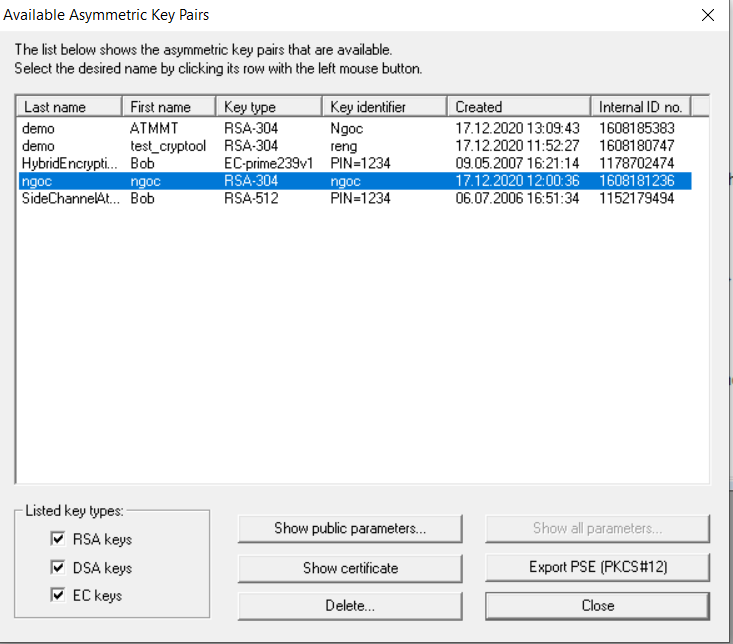 Available Asymmetric Key Pairs
The list below shows the asymmetric key pairs that are available.
Select the desired name by clicking its row with the left mouse button.
Last name First name Key type Key identifier Created Internal ID no.
demo ATMMT RSA-304 Ngoc 17.12.2020 13:09:43 1608185383
demo test_cryptool RSA-304 reng 17.12.2020 11:52:27 1608180747
HybridEncrypti... Bob EC-prime239v1 PIN=1234 09.05.2007 16:21:14 1178702474
ngoc ngoc RSA-304 ngoc 17.12.2020 12:00:36 1608181236
SideChannelAt... Bob RSA-512 PIN=1234 06.07.2006 16:51:34 1152179494
Listed key types:
RSA keys
DSA keys
EC keys
Show public parameters...
Show all parameters...
Show certificate
Export PSE (PKCS#12)
Delete...
Close